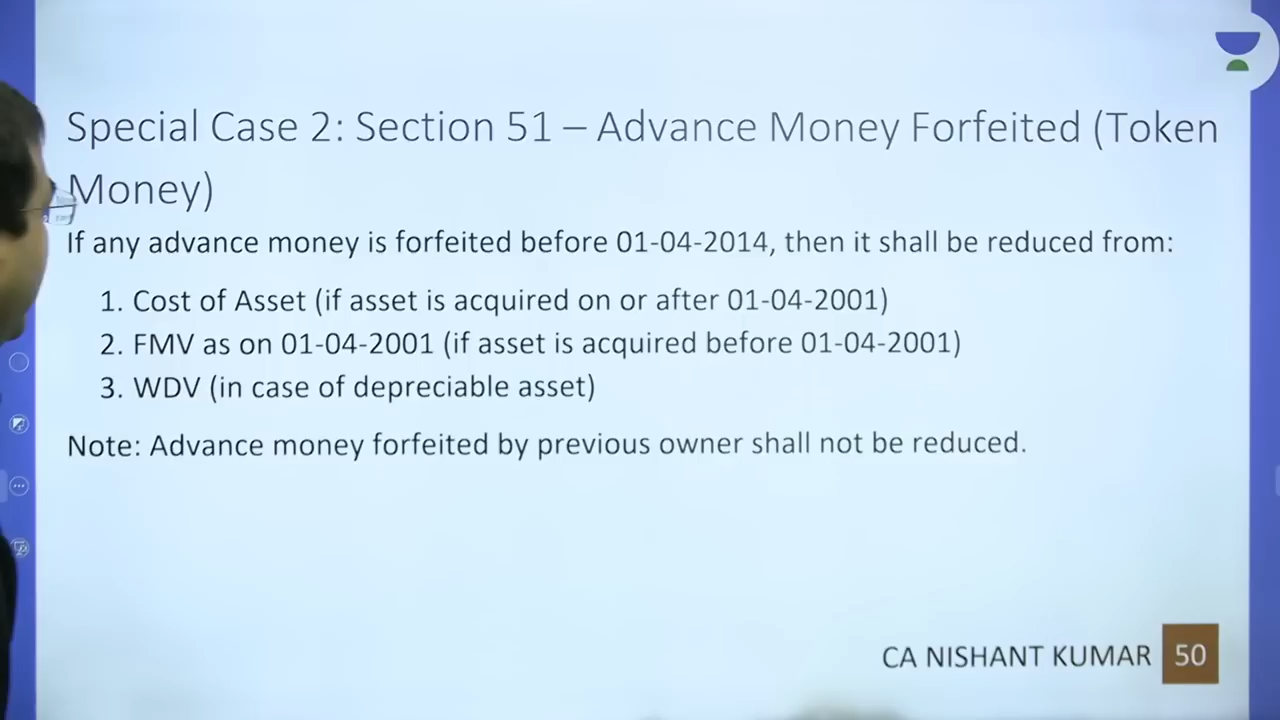 Special Case 2: Section 51 – Advance Money Forfeited (Token
Money)
If any advance money is forfeited before 01-04-2014, then it shall be reduced from:
1. Cost of Asset (if asset is acquired on or after 01-04-2001)
2. FMV as on 01-04-2001 (if asset is acquired before 01-04-2001)
3. WDV (in case of depreciable asset)
Note: Advance money forfeited by previous owner shall not be reduced.
CA NISHANT KUMAR 50